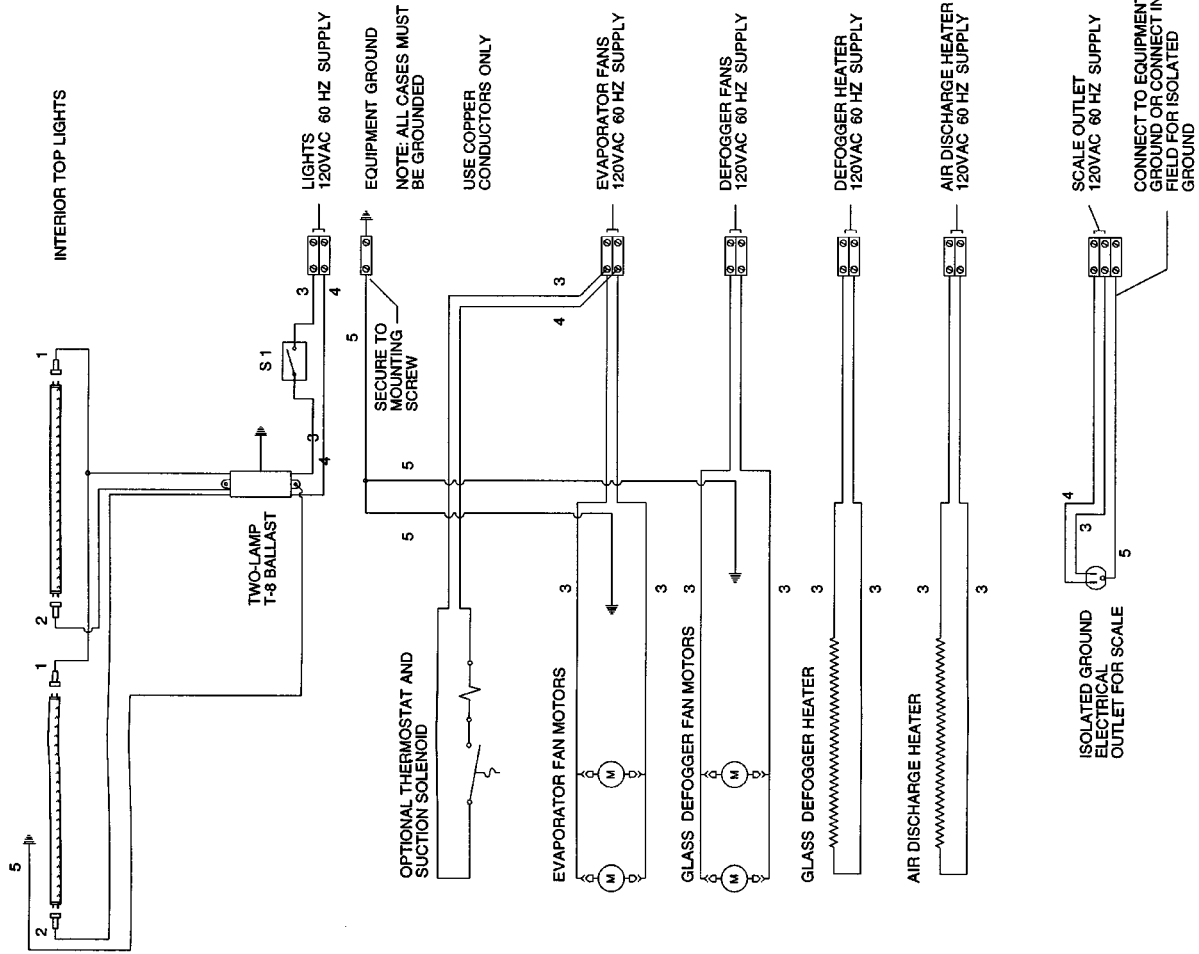 INTERIOR TOP LIGHTS
1
2
1
2
5
TWO-LAMP
T-8 BALLAST
S 1
3
4
3
4
LIGHTS
120VAC 60 HZ SUPPLY
EQUIPMENT GROUND
NOTE: ALL CASES MUST
BE GROUNDED
USE COPPER
CONDUCTORS ONLY
5
SECURE TO
MOUNTING
SCREW
5
5
OPTIONAL THERMOSTAT AND
SUCTION SOLENOID
3
4
EVAPORATOR FANS
120VAC 60 HZ SUPPLY
EVAPORATOR FAN MOTORS
M
M
3
3
DEFOGGER FANS
120VAC 60 HZ SUPPLY
GLASS DEFOGGER FAN MOTORS
M
M
3
3
DEFOGGER HEATER
120VAC 60 HZ SUPPLY
GLASS DEFOGGER HEATER
3
3
AIR DISCHARGE HEATER
120VAC 60 HZ SUPPLY
AIR DISCHARGE HEATER
3
3
SCALE OUTLET
120VAC 60 HZ SUPPLY
4
3
5
ISOLATED GROUND
ELECTRICAL
OUTLET FOR SCALE
CONNECT TO EQUIPMENT
GROUND OR CONNECT IN
FIELD FOR ISOLATED
GROUND